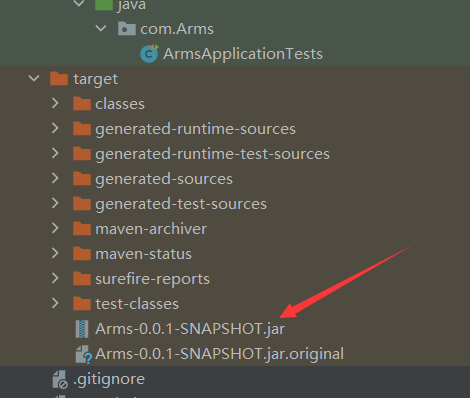 java
com.Arms
ArmsApplicationTests
target
classes
generated-runtime-sources
generated-runtime-test-sources
generated-sources
generated-test-sources
maven-archiver
maven-status
surefire-reports
test-classes
Arms-0.0.1-SNAPSHOT.jar
Arms-0.0.1-SNAPSHOT.jar.original
.gitignore